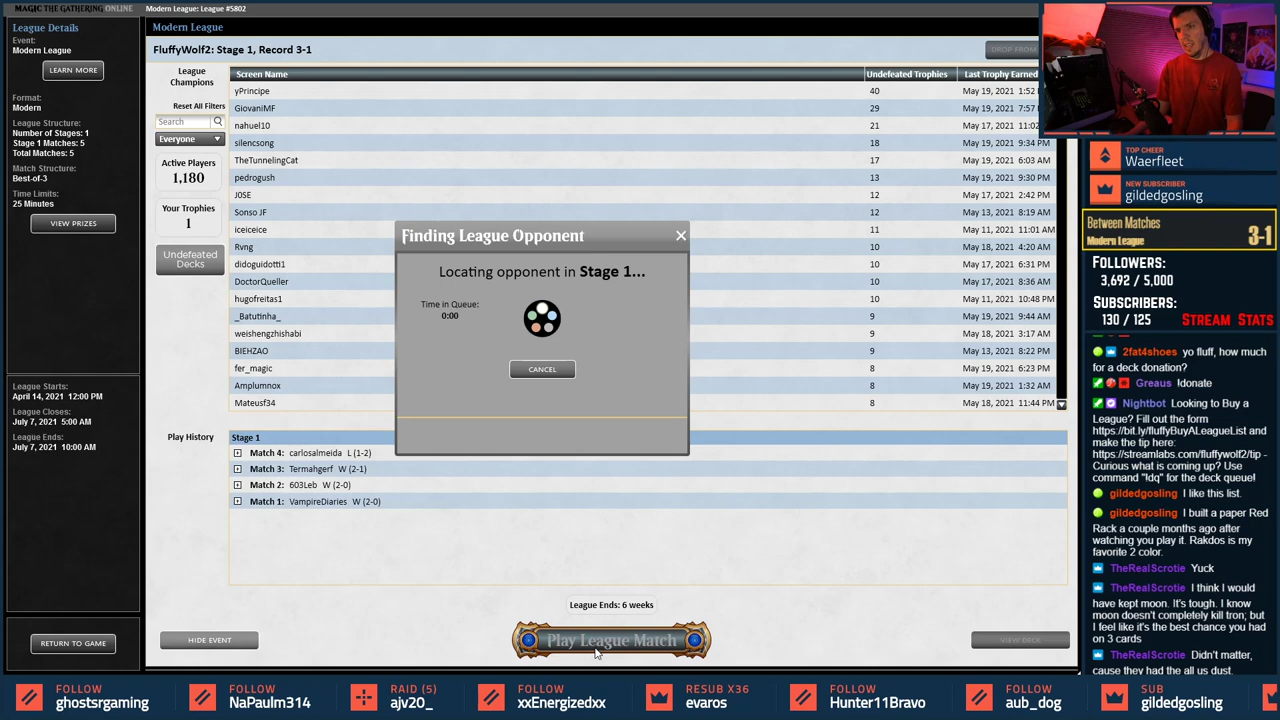 MAGIC THE GATHERING ONLINE
Modern League: League #5802
League Details
Event:
Modern League
LEARN MORE
Format:
Modern
League Structure:
Number of Stages: 1
Stage 1 Matches: 5
Total Matches: 5
Match Structure:
Best-of-3
Time Limits:
25 Minutes
VIEW PRIZES
League Starts:
April 14, 2021 12:00 PM
League Closes:
July 7, 2021 5:00 AM
League Ends:
July 7, 2021 10:00 AM
RETURN TO GAME
Modern League
FluffyWolf2: Stage 1, Record 3-1
DROP FROM
League Champions
Reset All Filters
Search
Everyone
Active Players
1,180
Your Trophies
1
Undefeated Decks
Screen Name Undefeated Trophies Last Trophy Earned
yPrincipe 40 May 19, 2021 1:52
GiovaniMF 29 May 19, 2021 7:57
nahuel10 21 May 17, 2021 11:02
silencsong 18 May 19, 2021 9:34 PM
TheTunnelingCat 17 May 19, 2021 6:03 AM
pedrogush 13 May 19, 2021 9:30 PM
J0SE 12 May 17, 2021 2:42 PM
Sonso JF 12 May 13, 2021 8:19 AM
iceiceice 11 May 11, 2021 11:01 AM
Rvng 10 May 18, 2021 4:20 AM
didoguidotti1 10 May 17, 2021 6:31 PM
DoctorQueller 10 May 17, 2021 8:36 AM
hugofreitas1 10 May 11, 2021 10:48 PM
_Batutinha_ 9 May 19, 2021 9:44 AM
weishengzhishabi 9 May 18, 2021 3:17 AM
BIEHZAO 9 May 13, 2021 8:22 PM
fer_magic 8 May 19, 2021 6:23 PM
Amplumnox 8 May 19, 2021 1:32 AM
Mateusf34 8 May 18, 2021 11:44 PM
Finding League Opponent
Locating opponent in Stage 1...
Time in Queue:
0:00
CANCEL
Play History
Stage 1
Match 4: carlosalmeida L (1-2)
Match 3: Termahgerf W (2-1)
Match 2: 603Leb W (2-0)
Match 1: VampireDiaries W (2-0)
League Ends: 6 weeks
HIDE EVENT
Play League Match
VIEW DECK
TOP CHEER
Waerfleet
NEW SUBSCRIBER
gildedgosling
Between Matches
Modern League
3-1
FOLLOWERS:
3,692 / 5,000
SUBSCRIBERS:
130 / 125 STREAM STATS
2fat4shoes yo fluff, how much
for a deck donation?
Greaus !donate
Nightbot Looking to Buy a
League? Fill out the form
https://bit.ly/fluffyBuyALeagueList and
make the tip here:
https://streamlabs.com/fluffywolf2/tip -
Curious what is coming up? Use
command "!dq" for the deck queue!
gildedgosling I like this list.
gildedgosling I built a paper Red
Rack a couple months ago after
watching you play it. Rakdos is my
favorite 2 color.
TheRealScrotie Yuck
TheRealScrotie I think I would
have kept moon. It's tough. I know
moon doesn't completely kill tron; but
I feel like it's the best chance you had
on 3 cards
TheRealScrotie Didn't matter,
cause they had the all us dust.
FOLLOW
ghostsrgaming
FOLLOW
NaPaulm314
RAID (5)
ajv20_
FOLLOW
xxEnergizedxx
RESUB X36
evaros
FOLLOW
Hunter11Bravo
FOLLOW
aub_dog
SUB
gildedgosling